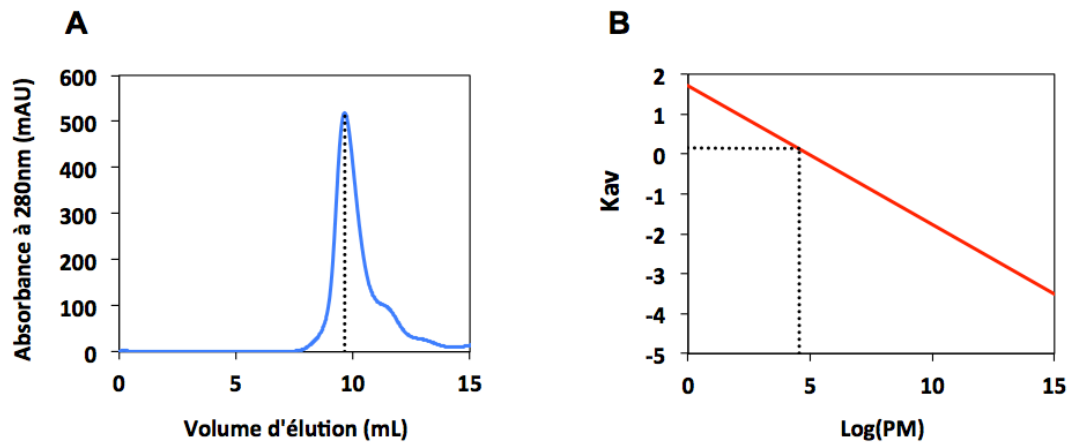 A
Absorbance à 280nm (mAU)
600
500
400
300
200
100
0
0 5 10 15
Volume d'élution (mL)
B
Kav
2
1
0
-1
-2
-3
-4
-5
0 5 10 15
Log(PM)